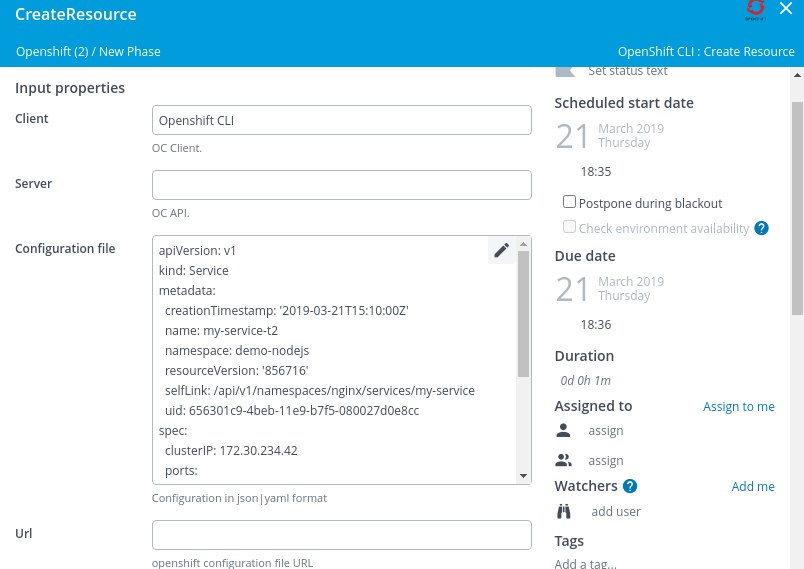 CreateResource
OPENSHIFT
Openshift (2) / New Phase
OpenShift CLI : Create Resource
Input properties
Client
Openshift CLI
OC Client.
Server
OC API.
Configuration file
apiVersion: v1
kind: Service
metadata:
creationTimestamp: '2019-03-21T15:10:00Z'
name: my-service-t2
namespace: demo-nodejs
resourceVersion: '856716'
selfLink: /api/v1/namespaces/nginx/services/my-service
uid: 656301c9-4beb-11e9-b7f5-080027d0e8cc
spec:
clusterIP: 172.30.234.42
ports:
Configuration in json|yaml format
Url
openshift configuration file URL
Set status text
Scheduled start date
21
March 2019
Thursday
18:35
Postpone during blackout
Check environment availability ?
Due date
21
March 2019
Thursday
18:36
Duration
0d 0h 1m
Assigned to
Assign to me
assign
assign
Watchers ?
Add me
add user
Tags
Add a tag...